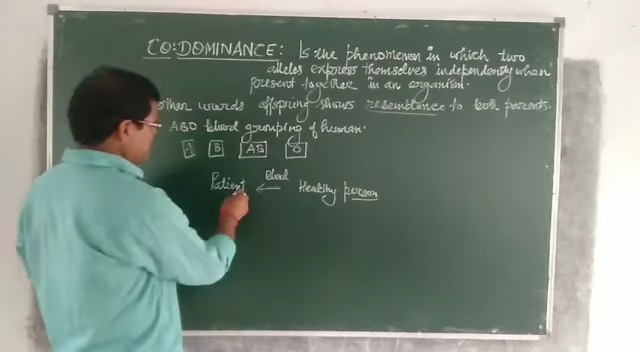 CO:DOMINANCE: Is the phenomenon in which two
alleles express themselves independently when
present together in an organism.
other words offspring shows resemblance to both parents.
ABO blood grouping of human.
A B AB O
Blood
Patient ← Healthy person